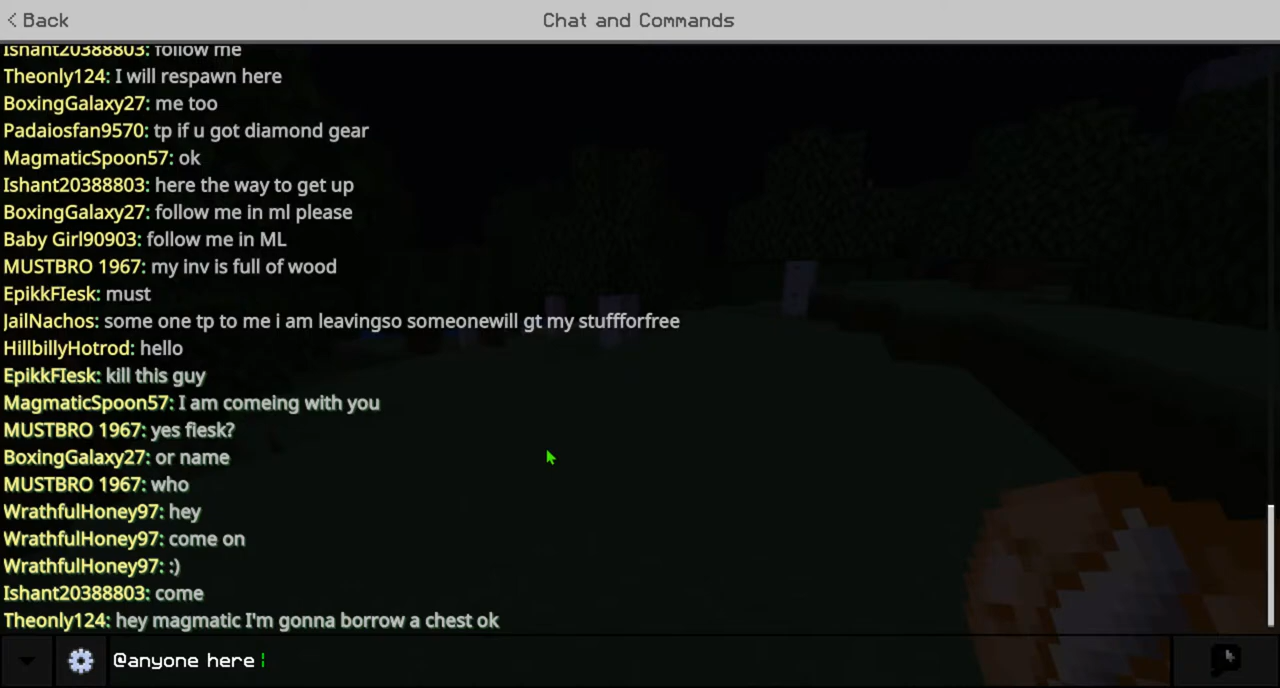 Back
Chat and Commands
Ishant20388803: follow me
Theonly124: I will respawn here
BoxingGalaxy27: me too
Padaiosfan9570: tp if u got diamond gear
MagmaticSpoon57: ok
Ishant20388803: here the way to get up
BoxingGalaxy27: follow me in ml please
Baby Girl90903: follow me in ML
MUSTBRO 1967: my inv is full of wood
EpikkFIesk: must
JailNachos: some one tp to me i am leavingso someonewill gt my stuffforfree
HillbillyHotrod: hello
EpikkFIesk: kill this guy
MagmaticSpoon57: I am comeing with you
MUSTBRO 1967: yes fiesk?
BoxingGalaxy27: or name
MUSTBRO 1967: who
WrathfulHoney97: hey
WrathfulHoney97: come on
WrathfulHoney97: :)
Ishant20388803: come
Theonly124: hey magmatic I'm gonna borrow a chest ok
@anyone here